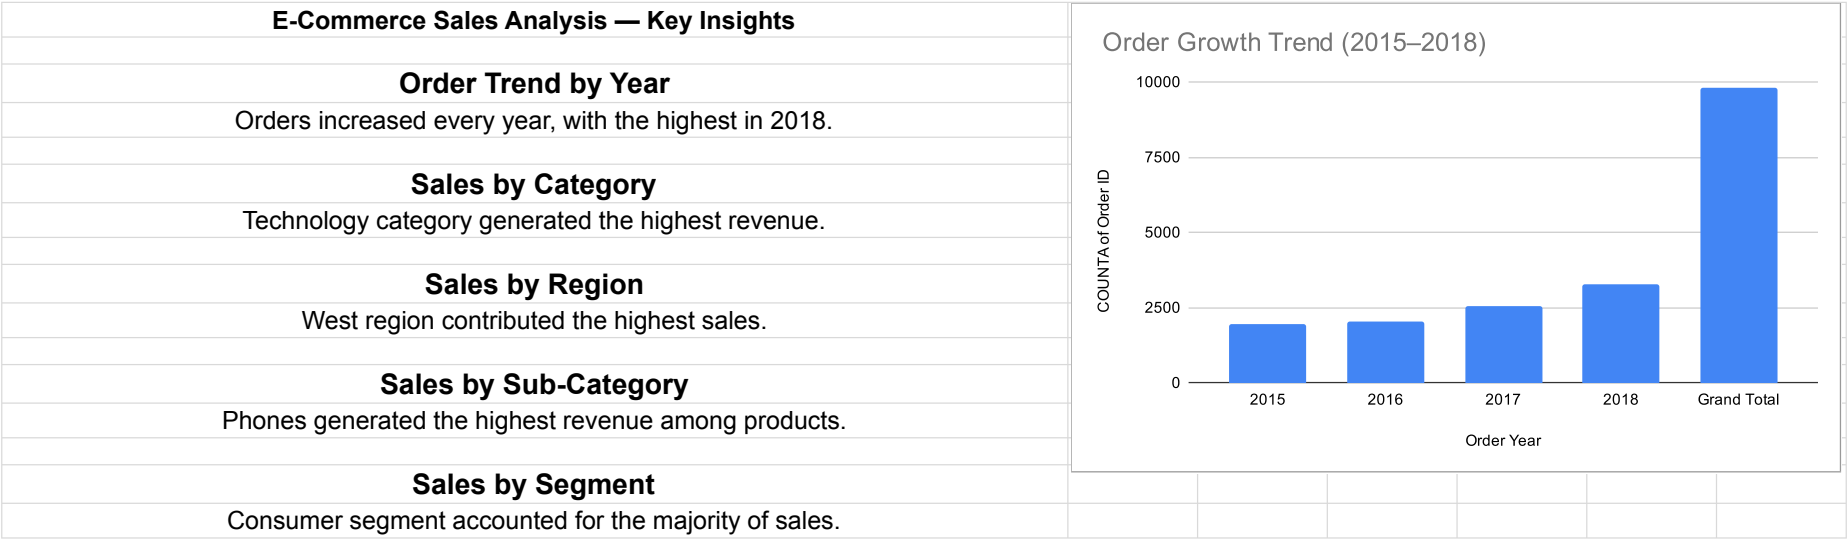 E-Commerce Sales Analysis — Key Insights
Order Trend by Year
Orders increased every year, with the highest in 2018.
Sales by Category
Technology category generated the highest revenue.
Sales by Region
West region contributed the highest sales.
Sales by Sub-Category
Phones generated the highest revenue among products.
Sales by Segment
Consumer segment accounted for the majority of sales.
Order Growth Trend (2015–2018)
COUNTA of Order ID
10000
7500
5000
2500
0
2015 2016 2017 2018 Grand Total
Order Year